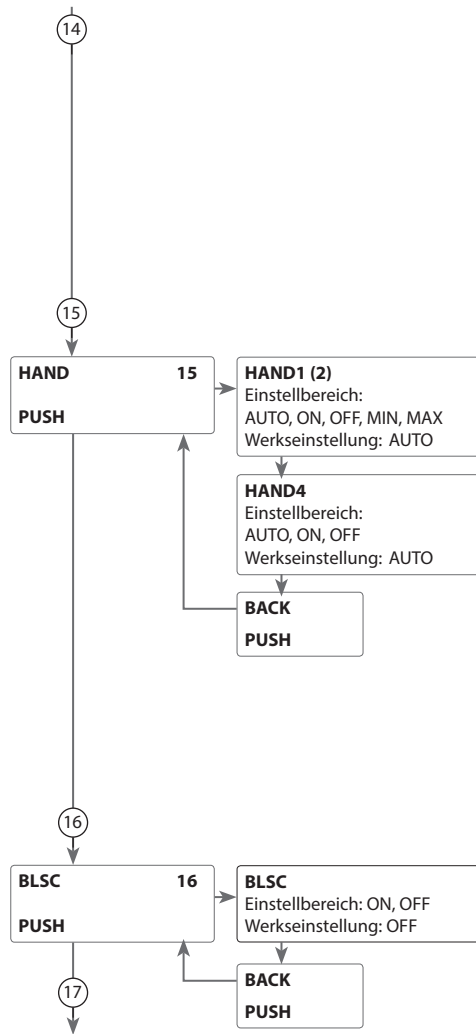 14
15
HAND 15
PUSH
HAND1 (2)
Einstellbereich:
AUTO, ON, OFF, MIN, MAX
Werkseinstellung: AUTO
HAND4
Einstellbereich:
AUTO, ON, OFF
Werkseinstellung: AUTO
BACK
PUSH
16
BLSC 16
PUSH
BLSC
Einstellbereich: ON, OFF
Werkseinstellung: OFF
BACK
PUSH
17